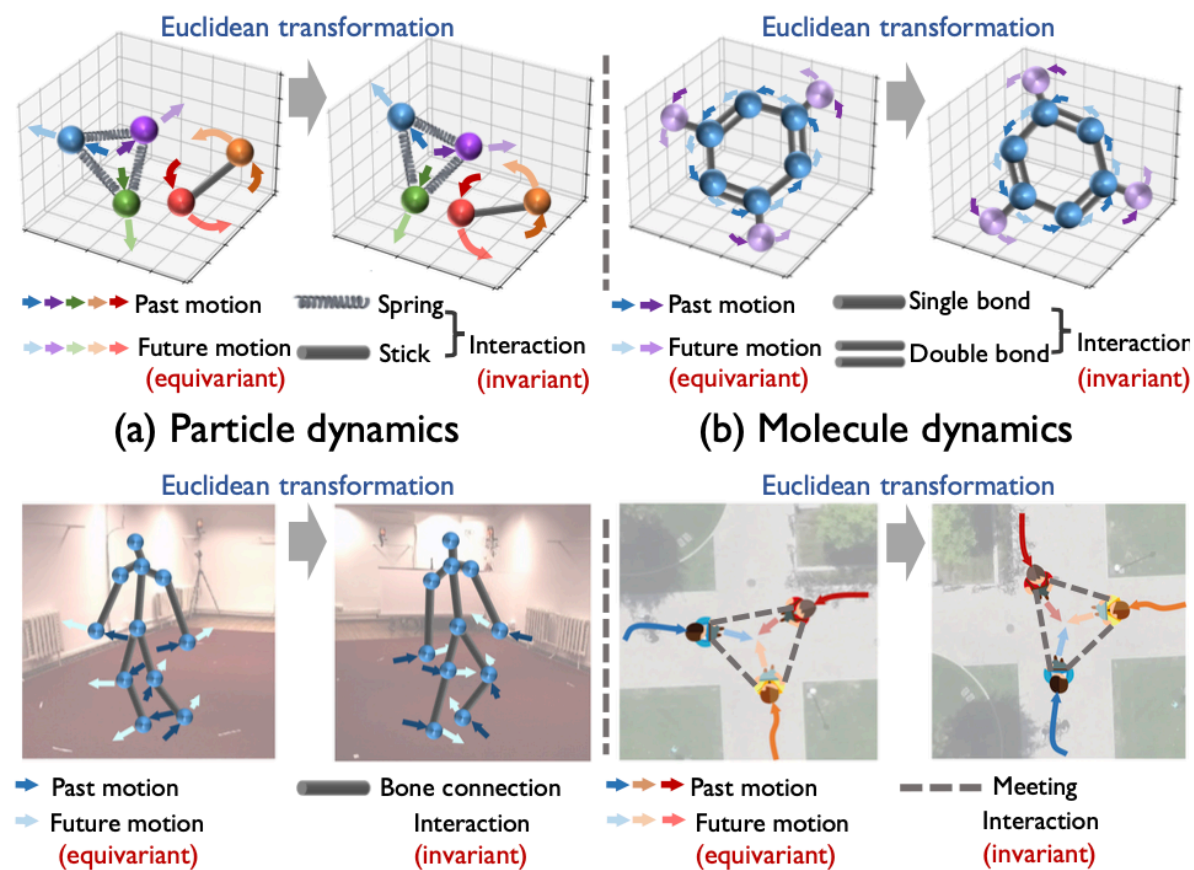 Euclidean transformation
Euclidean transformation
Past motion
Spring
Future motion
(equivariant)
Stick
Interaction
(invariant)
Past motion
Single bond
Future motion
(equivariant)
Double bond
Interaction
(invariant)
(a) Particle dynamics
(b) Molecule dynamics
Euclidean transformation
Euclidean transformation
Past motion
Bone connection
Future motion
Interaction
(equivariant)
(invariant)
Past motion
Meeting
Future motion
Interaction
(equivariant)
(invariant)